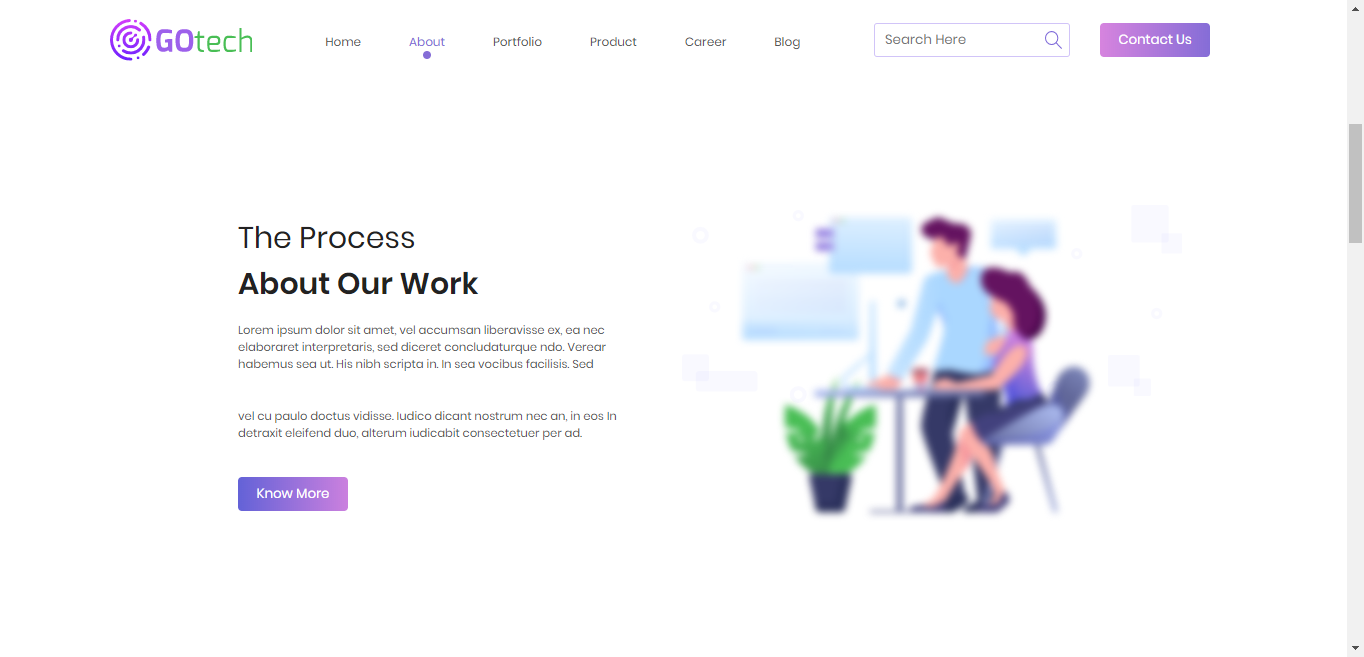 GOtech
Home
About
Portfolio
Product
Career
Blog
Search Here
Contact Us
The Process
About Our Work
Lorem ipsum dolor sit amet, vel accumsan liberavisse ex, ea nec
elaboraret interpretaris, sed diceret concludaturque ndo. Verear
habemus sea ut. His nibh scripta in. In sea vocibus facilisis. Sed
vel cu paulo doctus vidisse. Iudico dicant nostrum nec an, in eos In
detraxit eleifend duo, alterum iudicabit consectetuer per ad.
Know More